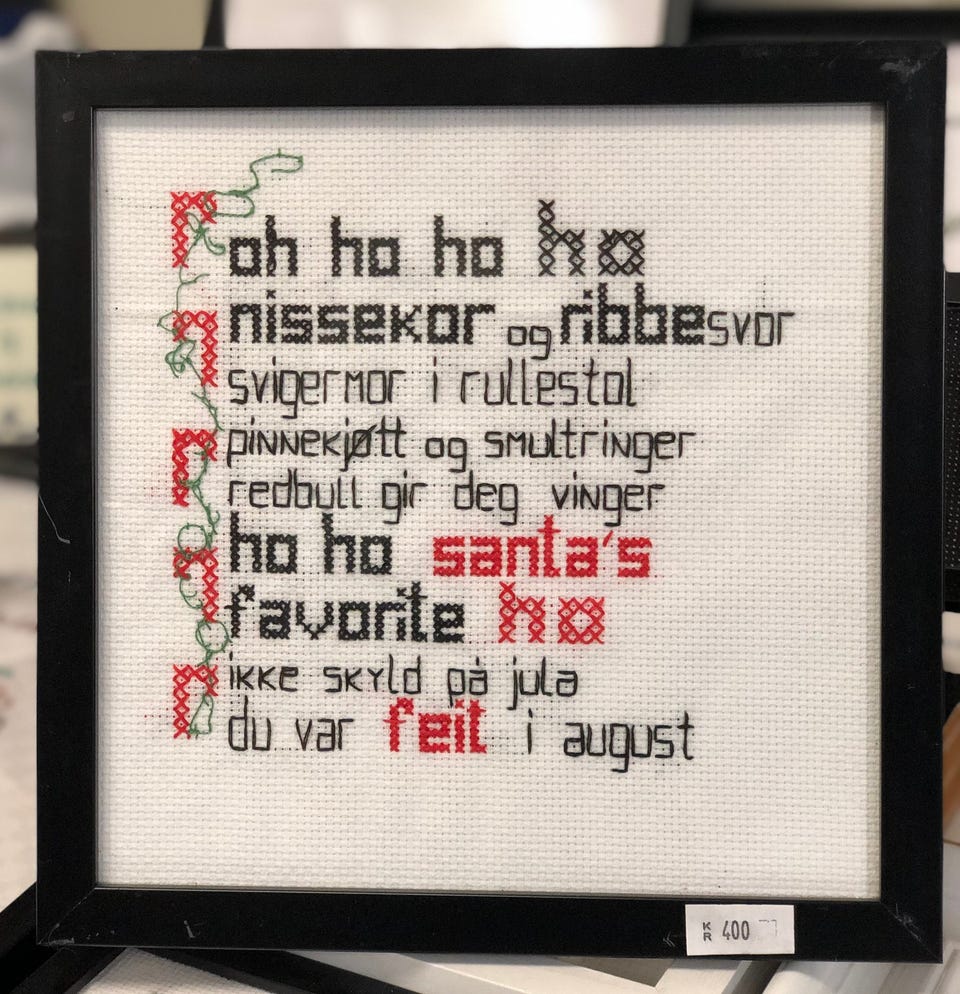 oh ho ho ho
nissekor og ribbesvor
svigermor i rullestol
pinnekjøtt og smultringer
redbull gir deg vinger
ho ho santa's
favorite ho
ikke skyld på jula
du var feit i august
KR 400